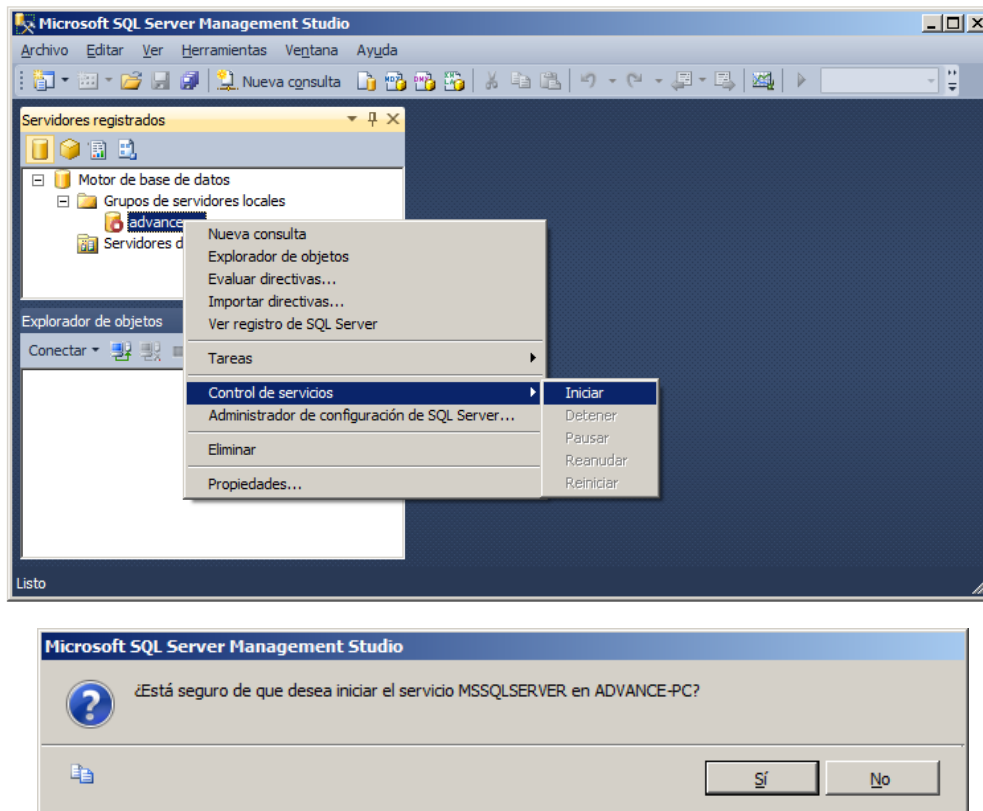 Microsoft SQL Server Management Studio
Archivo Editar Ver Herramientas Ventana Ayuda
Nueva consulta
Servidores registrados
Motor de base de datos
Grupos de servidores locales
advance
Servidores d
Nueva consulta
Explorador de objetos
Evaluar directivas...
Importar directivas...
Ver registro de SQL Server
Tareas
Control de servicios
Administrador de configuración de SQL Server...
Eliminar
Propiedades...
Iniciar
Detener
Pausar
Reanudar
Reiniciar
Explorador de objetos
Conectar
Listo
Microsoft SQL Server Management Studio
¿Está seguro de que desea iniciar el servicio MSSQLSERVER en ADVANCE-PC?
Sí No